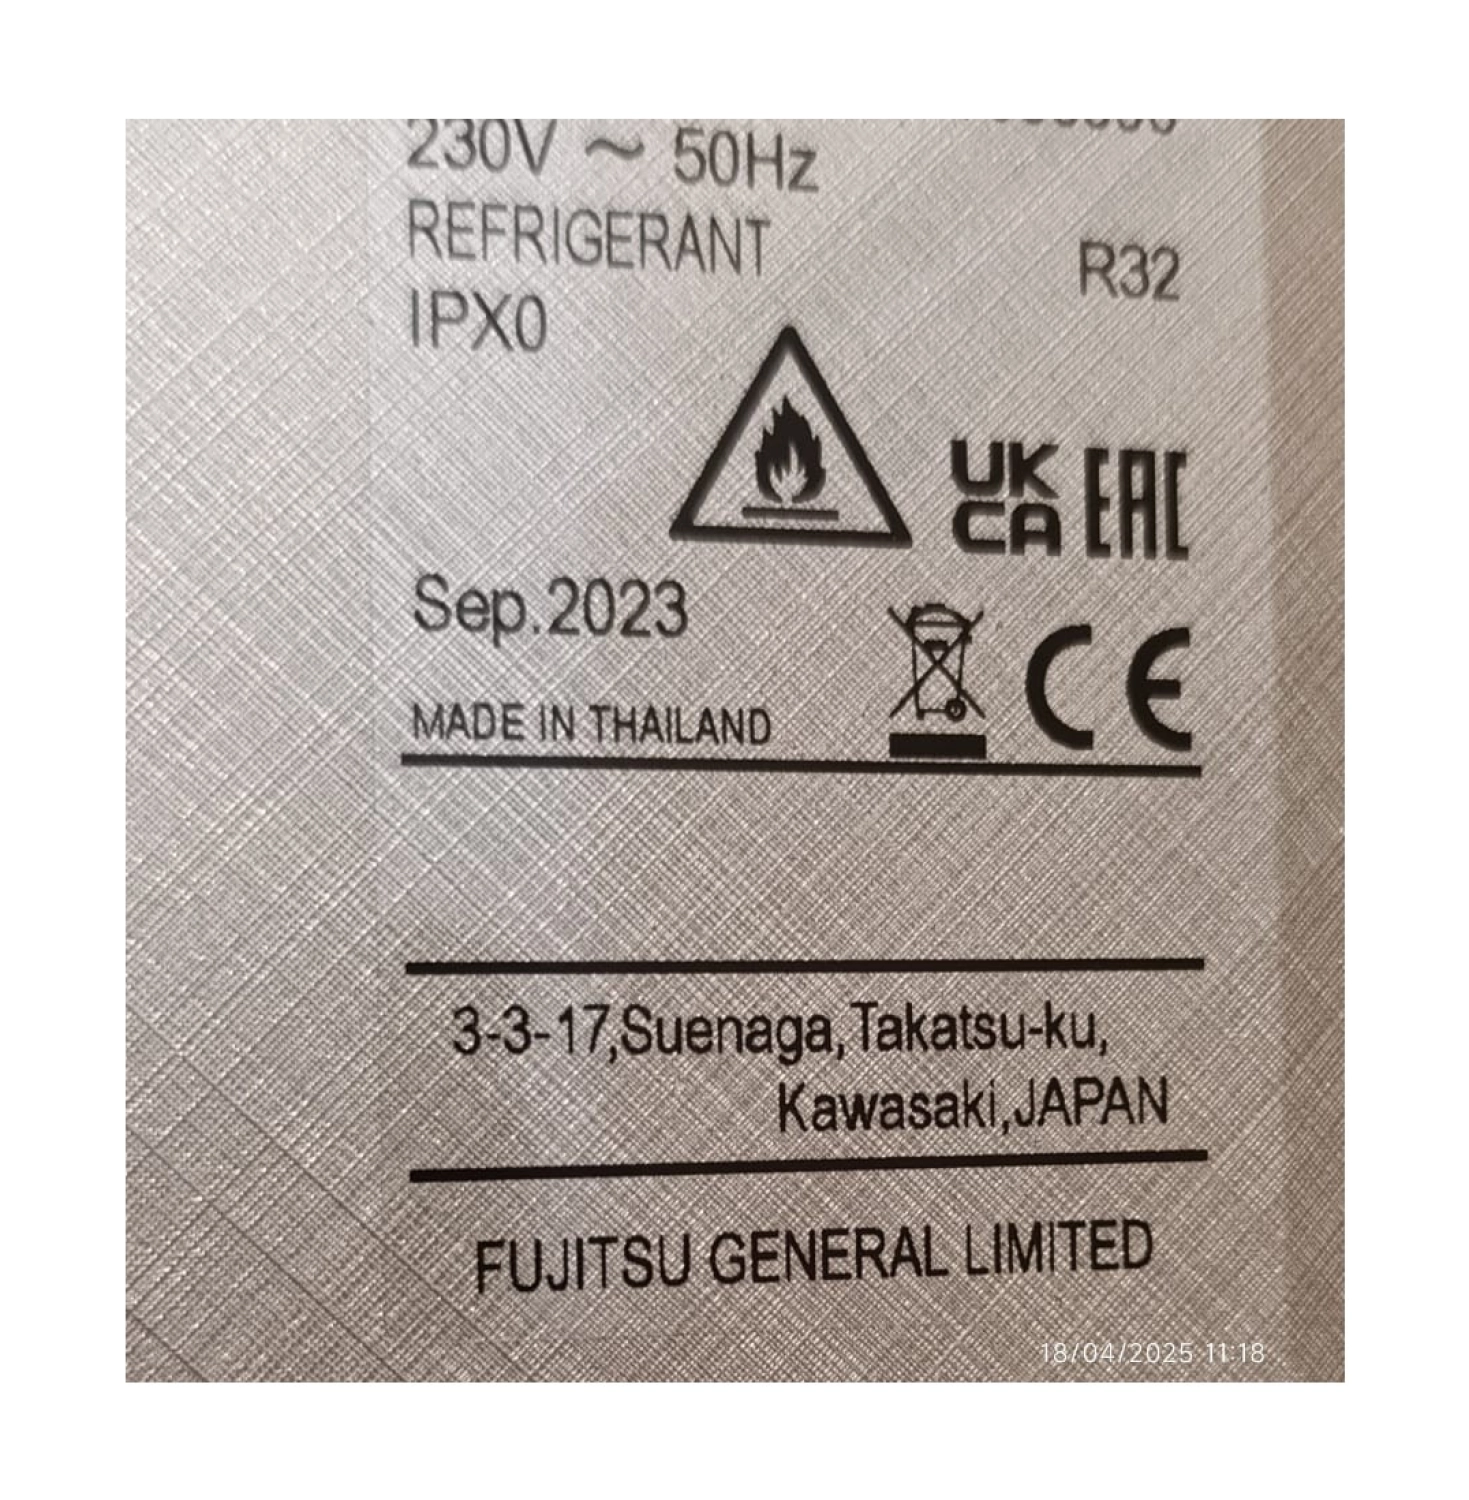 230V ~ 50Hz
REFRIGERANT R32
IPX0
UK
CA EAC
Sep.2023
CE
MADE IN THAILAND
3-3-17,Suenaga,Takatsu-ku,
Kawasaki,JAPAN
FUJITSU GENERAL LIMITED
18/04/2025 11:18